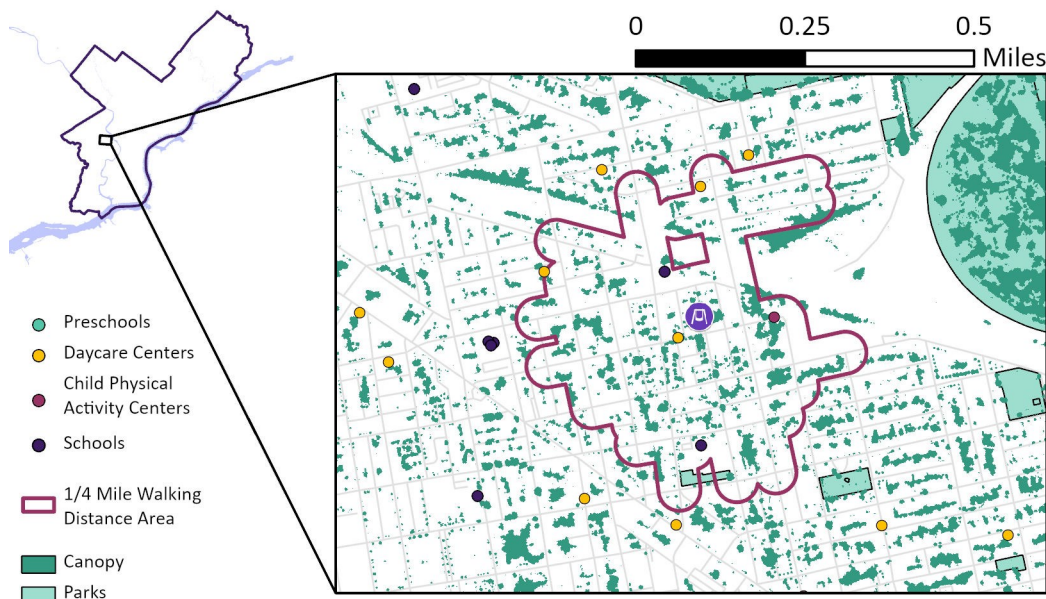 0 0.25 0.5
Miles
Preschools
Daycare Centers
Child Physical
Activity Centers
Schools
1/4 Mile Walking
Distance Area
Canopy
Parks